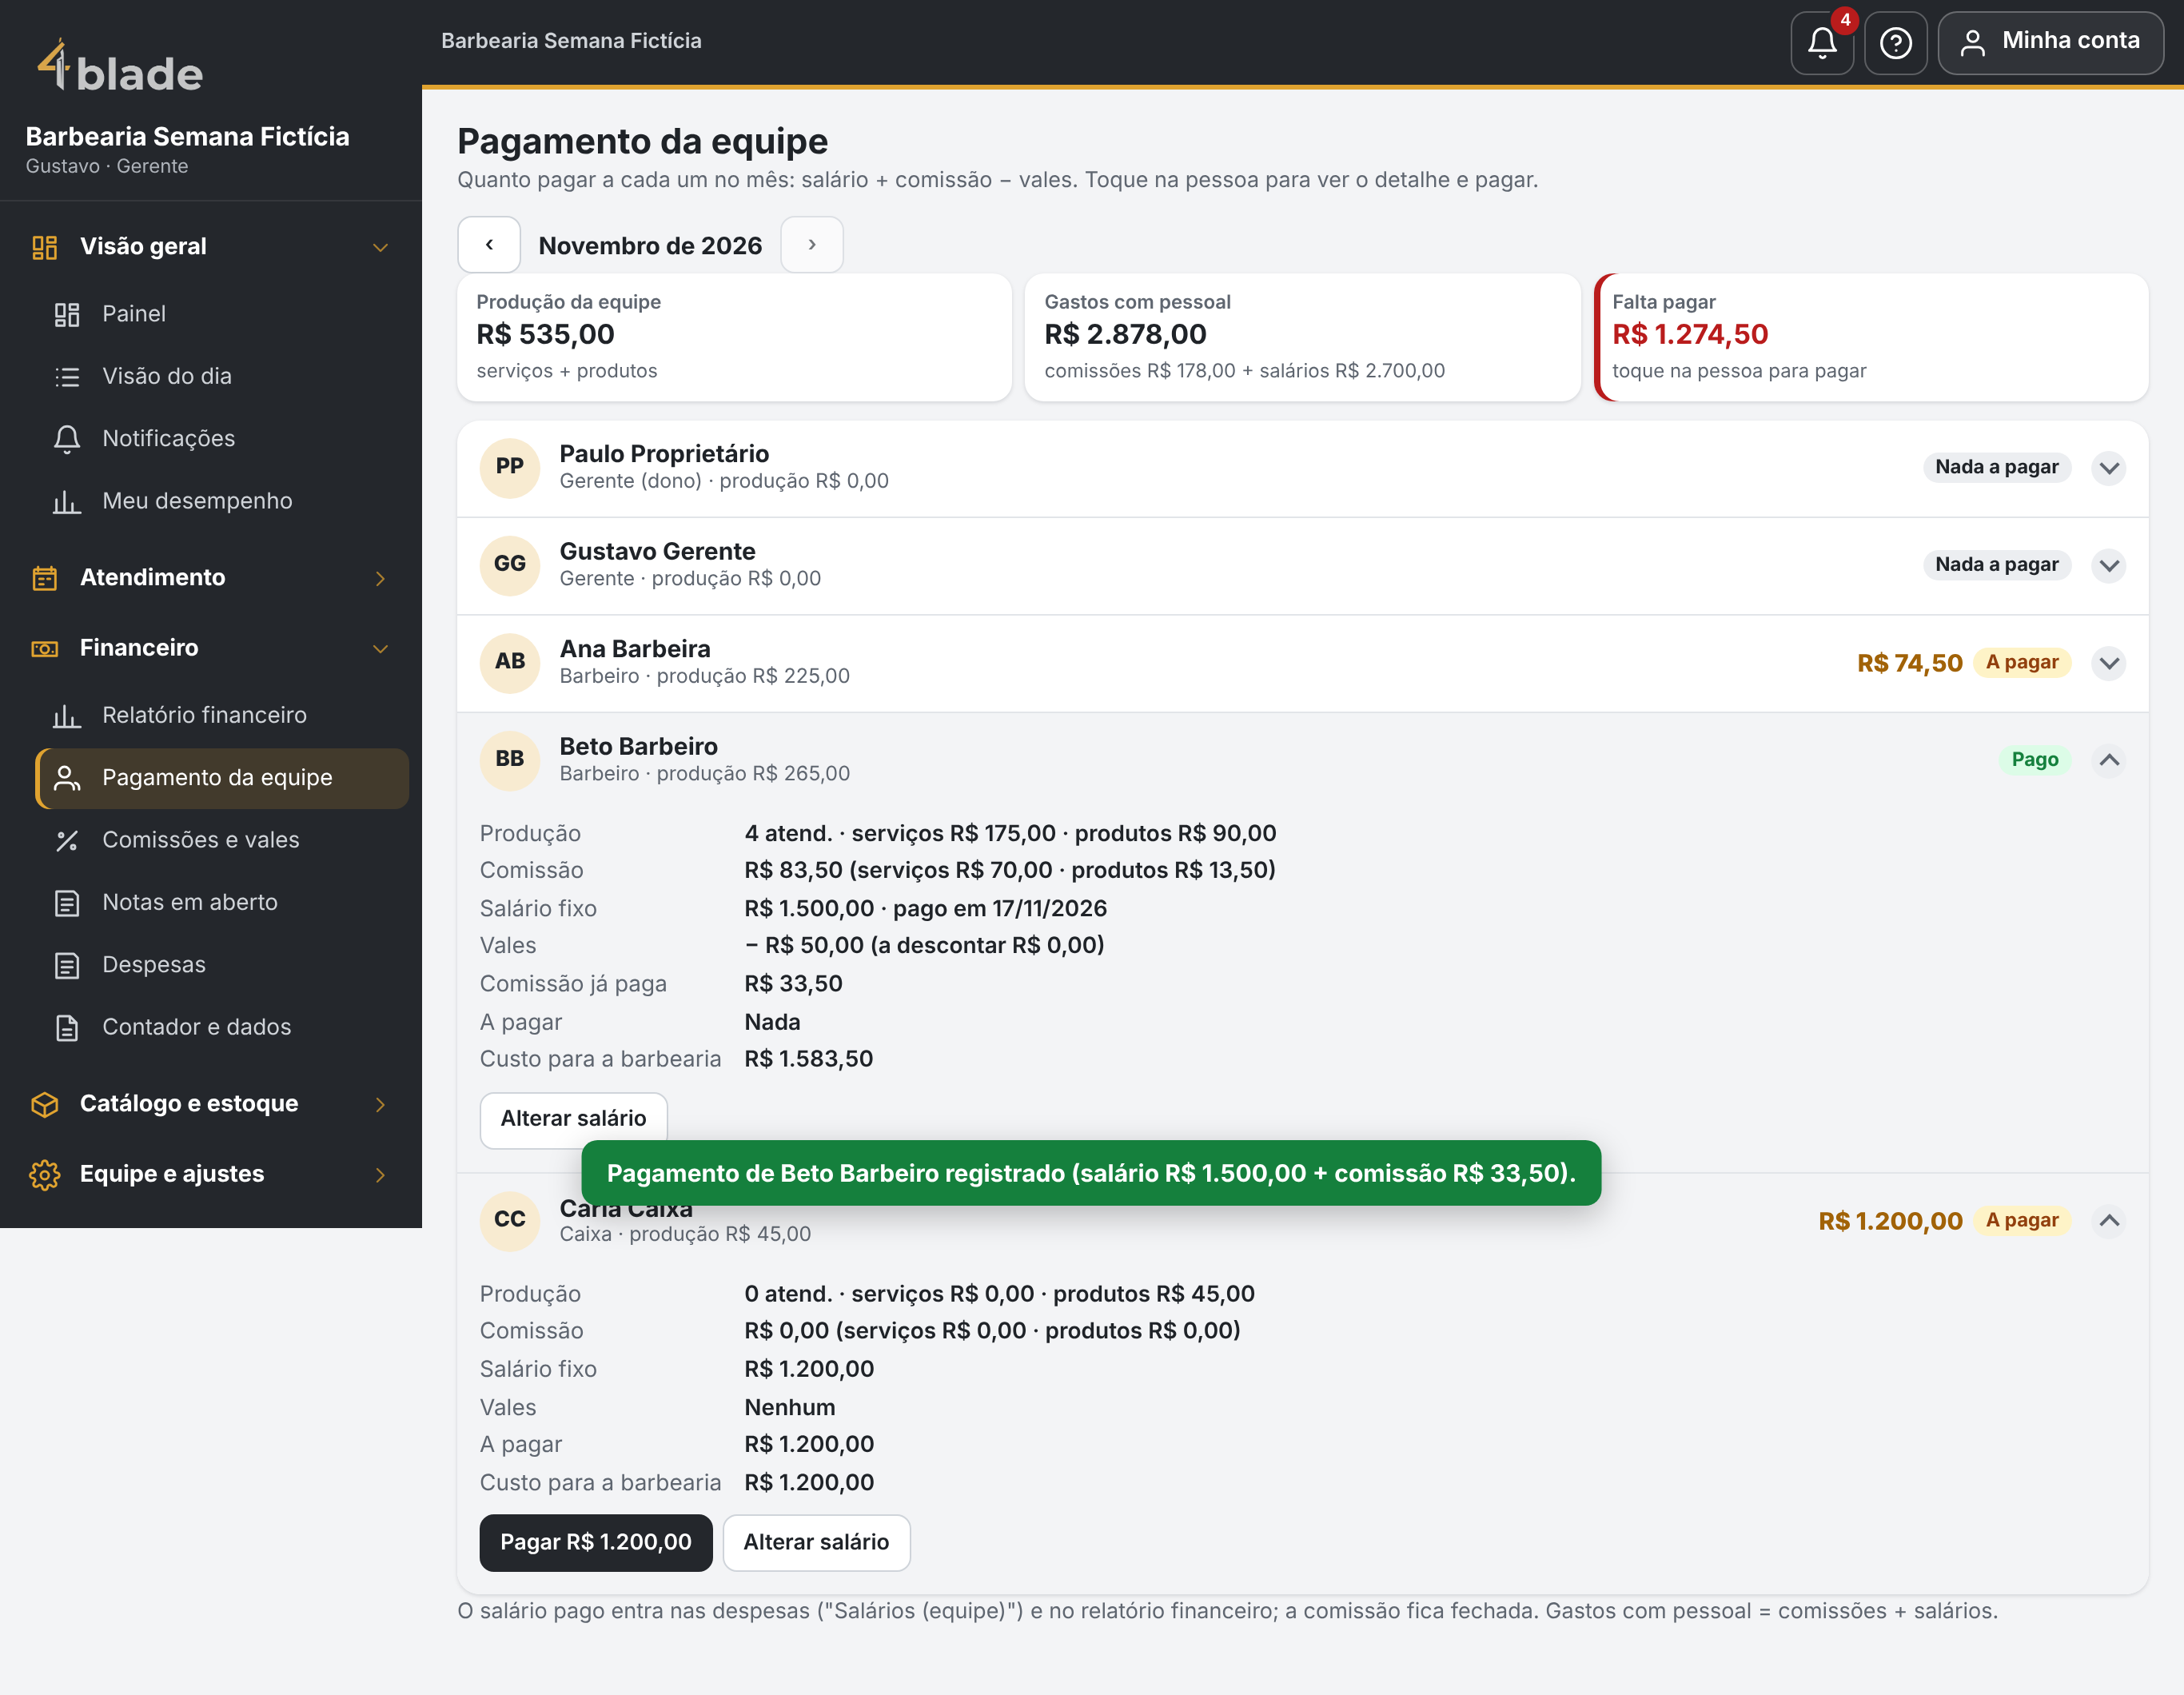 4blade
Barbearia Semana Fictícia
Gustavo · Gerente
Visão geral
Painel
Visão do dia
Notificações
Meu desempenho
Atendimento
Financeiro
Relatório financeiro
Pagamento da equipe
Comissões e vales
Notas em aberto
Despesas
Contador e dados
Catálogo e estoque
Equipe e ajustes
Barbearia Semana Fictícia
4
Minha conta
Pagamento da equipe
Quanto pagar a cada um no mês: salário + comissão − vales. Toque na pessoa para ver o detalhe e pagar.
‹ Novembro de 2026 ›
Produção da equipe
R$ 535,00
serviços + produtos
Gastos com pessoal
R$ 2.878,00
comissões R$ 178,00 + salários R$ 2.700,00
Falta pagar
R$ 1.274,50
toque na pessoa para pagar
PP Paulo Proprietário
Gerente (dono) · produção R$ 0,00
Nada a pagar
GG Gustavo Gerente
Gerente · produção R$ 0,00
Nada a pagar
AB Ana Barbeira
Barbeiro · produção R$ 225,00
R$ 74,50 A pagar
BB Beto Barbeiro
Barbeiro · produção R$ 265,00
Pago
Produção 4 atend. · serviços R$ 175,00 · produtos R$ 90,00
Comissão R$ 83,50 (serviços R$ 70,00 · produtos R$ 13,50)
Salário fixo R$ 1.500,00 · pago em 17/11/2026
Vales − R$ 50,00 (a descontar R$ 0,00)
Comissão já paga R$ 33,50
A pagar Nada
Custo para a barbearia R$ 1.583,50
Alterar salário
Pagamento de Beto Barbeiro registrado (salário R$ 1.500,00 + comissão R$ 33,50).
CC Carla Caixa
Caixa · produção R$ 45,00
R$ 1.200,00 A pagar
Produção 0 atend. · serviços R$ 0,00 · produtos R$ 45,00
Comissão R$ 0,00 (serviços R$ 0,00 · produtos R$ 0,00)
Salário fixo R$ 1.200,00
Vales Nenhum
A pagar R$ 1.200,00
Custo para a barbearia R$ 1.200,00
Pagar R$ 1.200,00 Alterar salário
O salário pago entra nas despesas ("Salários (equipe)") e no relatório financeiro; a comissão fica fechada. Gastos com pessoal = comissões + salários.